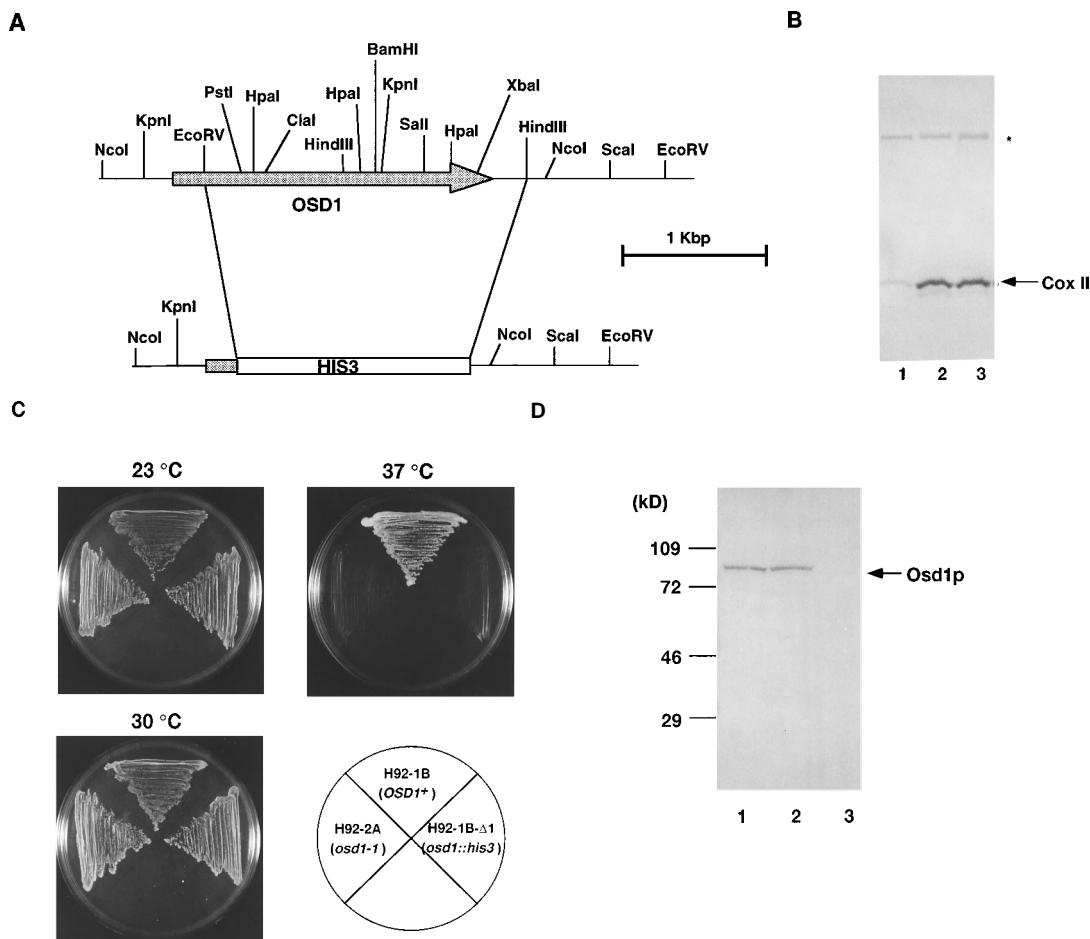 A
BamHI
PstI
HpaI
HpaI
KpnI
XbaI
KpnI
EcoRV
ClaI
HindIII
SalI
HpaI
HindIII
NcoI
NcoI
ScaI
EcoRV
OSD1
1 Kbp
KpnI
NcoI
NcoI
ScaI
EcoRV
HIS3
B
*
Cox II
1 2 3
C
23 °C
37 °C
30 °C
H92-1B
(OSD1+)
H92-2A
(osd1-1)
H92-1B-Δ1
(osd1::his3)
D
(kD)
109
72
46
29
Osd1p
1 2 3